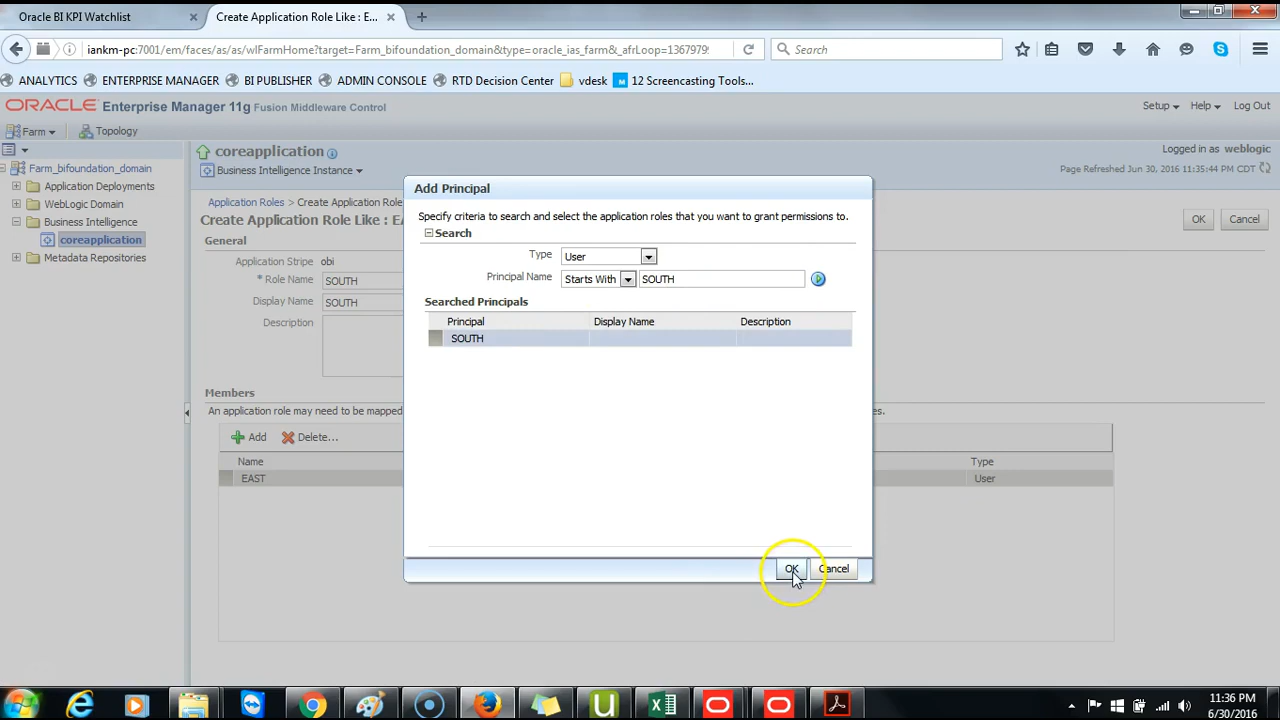 Oracle BI KPI Watchlist × Create Application Role Like : E... × +
iankm-pc:7001/em/faces/as/as/wlFarmHome?target=Farm_bifoundation_domain&type=oracle_ias_farm&_afrLoop=1367979 Search
ANALYTICS ENTERPRISE MANAGER BI PUBLISHER ADMIN CONSOLE RTD Decision Center vdesk 12 Screencasting Tools...
ORACLE Enterprise Manager 11g Fusion Middleware Control Setup Help Log Out
Farm Topology
coreapplication Logged in as weblogic
Business Intelligence Instance Page Refreshed Jun 30, 2016 11:35:44 PM CDT
Farm_bifoundation_domain
Application Deployments
WebLogic Domain
Business Intelligence
coreapplication
Metadata Repositories
Application Roles > Create Application Role
Create Application Role Like : EA OK Cancel
General
Application Stripe obi
* Role Name SOUTH
Display Name SOUTH
Description
Members
An application role may need to be mapped es.
Add Delete...
Name Type
EAST User
Add Principal
Specify criteria to search and select the application roles that you want to grant permissions to.
Search
Type User
Principal Name Starts With SOUTH
Searched Principals
Principal Display Name Description
SOUTH
OK Cancel
11:36 PM
6/30/2016